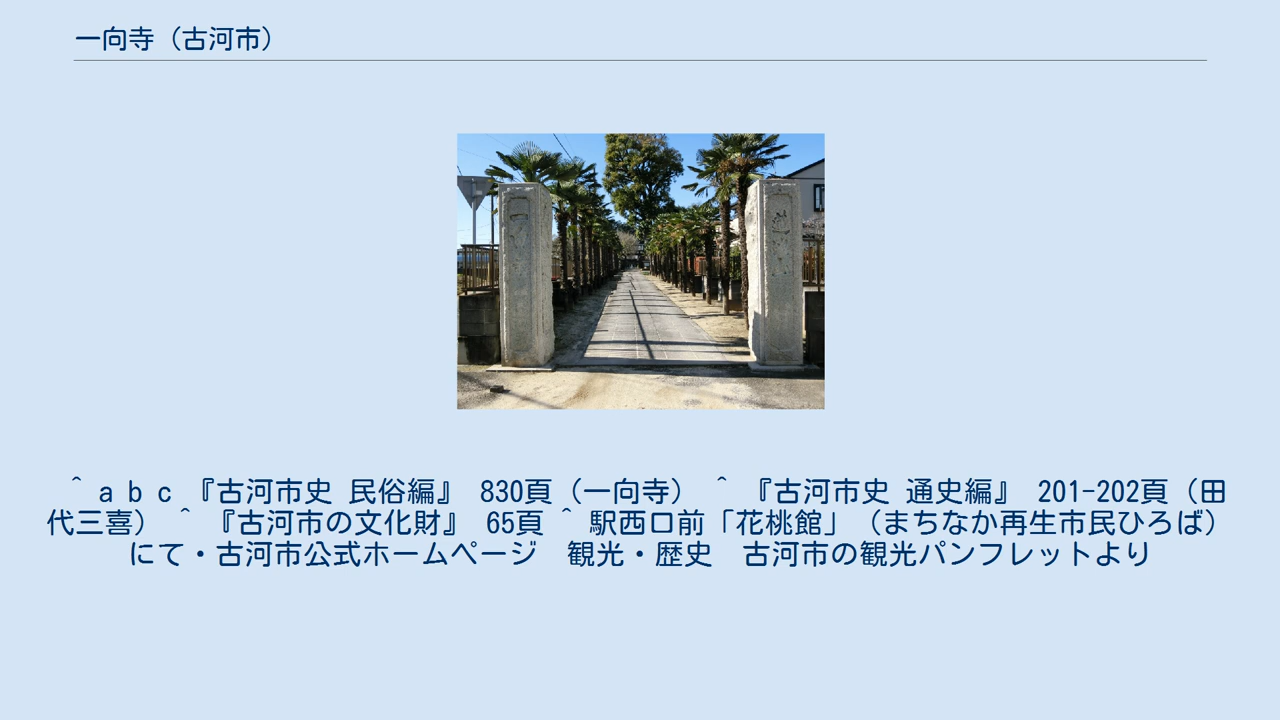 一向寺（古河市）
^ a b c 『古河市史 民俗編』 830頁（一向寺） ^ 『古河市史 通史編』 201-202頁（田
代三喜） ^ 『古河市の文化財』 65頁 ^ 駅西口前「花桃館」（まちなか再生市民ひろば）
にて・古河市公式ホームページ　観光・歴史　古河市の観光パンフレットより